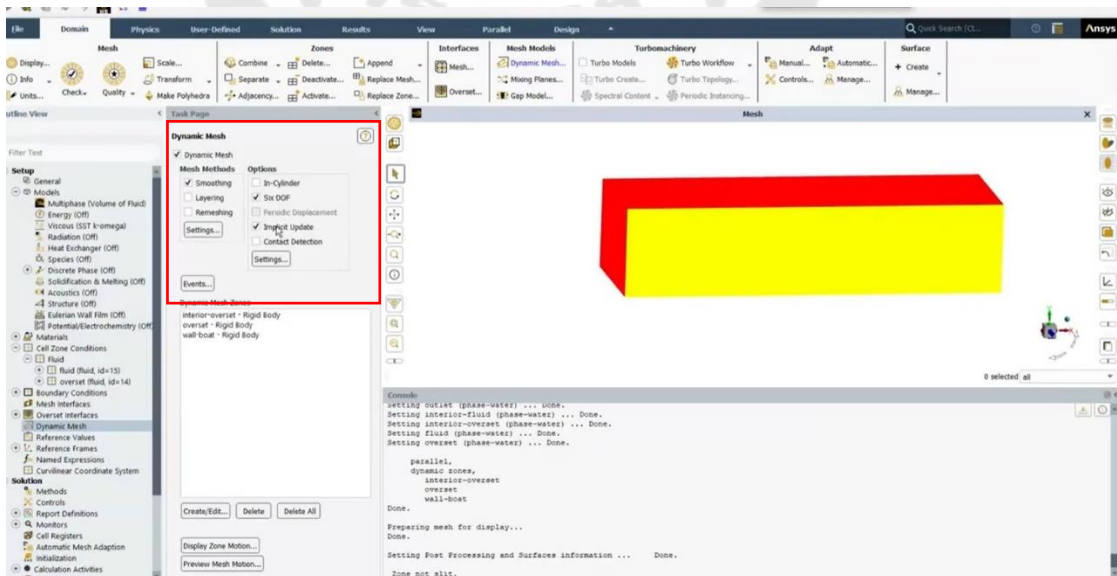 File Domain Physics User-Defined Solution Results View Parallel Design Quick Search (Ct... Ansys
Mesh Zones Interfaces Mesh Models Turbomachinery Adapt Surface
Display... Scale... Combine Delete... Append Mesh... Dynamic Mesh... Turbo Models Turbo Workflow Manual... Automatic... Create
Info Transform Separate Deactivate... Replace Mesh... Mixing Planes... Turbo Create... Turbo Topology... Controls... Manage...
Units... Check Quality Make Polyhedra Adjacency... Activate... Replace Zone... Overset... Gap Model... Spectral Content Periodic Instancing... Manage...
utline View < Task Page < Mesh X
Filter Text
Setup
General
Models
Multiphase (Volume of Fluid)
Energy (Off)
Viscous (SST k-omega)
Radiation (Off)
Heat Exchanger (Off)
Species (Off)
Discrete Phase (Off)
Solidification & Melting (Off)
Acoustics (Off)
Structure (Off)
Eulerian Wall Film (Off)
Potential/Electrochemistry (Off)
Materials
Cell Zone Conditions
Fluid
fluid (fluid, id=15)
overset (fluid, id=14)
Boundary Conditions
Mesh Interfaces
Overset Interfaces
Dynamic Mesh
Reference Values
Reference Frames
Named Expressions
Curvilinear Coordinate System
Solution
Methods
Controls
Report Definitions
Monitors
Cell Registers
Automatic Mesh Adaption
Initialization
Calculation Activities
Dynamic Mesh
Dynamic Mesh
Mesh Methods Options
Smoothing In-Cylinder
Layering Six DOF
Remeshing Periodic Displacement
Settings... Implicit Update
Contact Detection
Settings...
Events...
Dynamic Mesh Zones
interior-overset - Rigid Body
overset - Rigid Body
wall-boat - Rigid Body
Create/Edit... Delete Delete All
Display Zone Motion...
Preview Mesh Motion...
0 selected all
Console
Setting outlet (phase-water) ... Done.
Setting interior-fluid (phase-water) ... Done.
Setting interior-overset (phase-water) ... Done.
Setting fluid (phase-water) ... Done.
Setting overset (phase-water) ... Done.
parallel,
dynamic zones,
interior-overset
overset
wall-boat
Done.
Preparing mesh for display...
Done.
Setting Post Processing and Surfaces information ... Done.
Zone not slit.